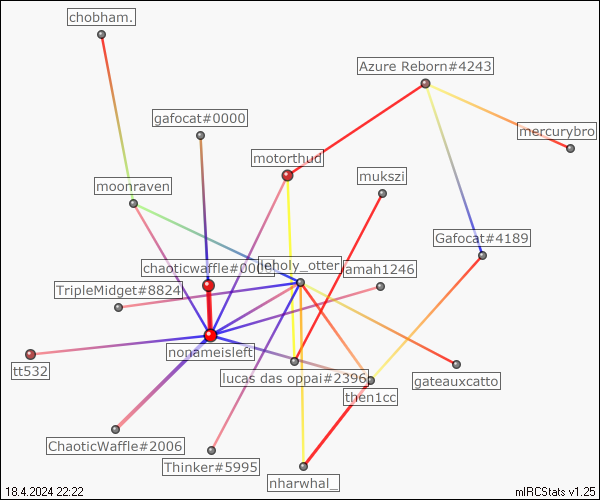 chobham.
Azure Reborn#4243
gafocat#0000
mercurybro
motorthud
mukszi
moonraven
Gafocat#4189
chaoticwaffle#00
leholy_otter
amah1246
TripleMidget#8824
nonameisleft
tt532
lucas das oppai#2396
gateauxcatto
then1cc
ChaoticWaffle#2006
Thinker#5995
nharwhal_
18.4.2024 22:22
mIRCStats v1.25